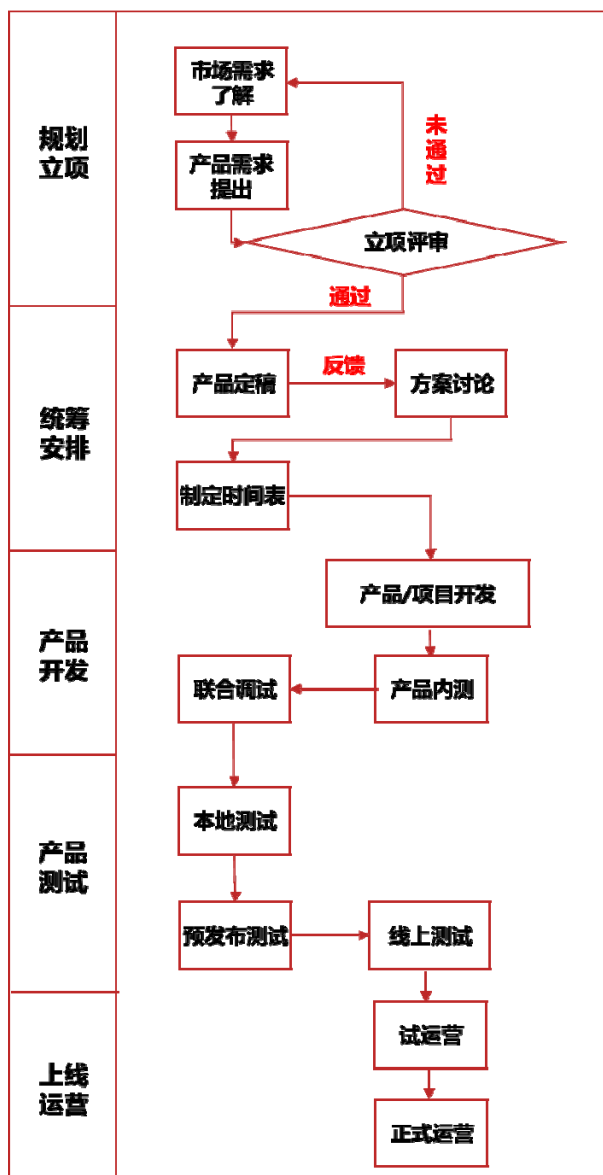 规划
立项
市场需求
了解
未
通
过
产品需求
提出
立项评审
通过
统筹
安排
产品定稿
反馈
方案讨论
制定时间表
产品
开发
产品/项目开发
联合调试
产品内测
产品
测试
本地测试
预发布测试
线上测试
上线
运营
试运营
正式运营